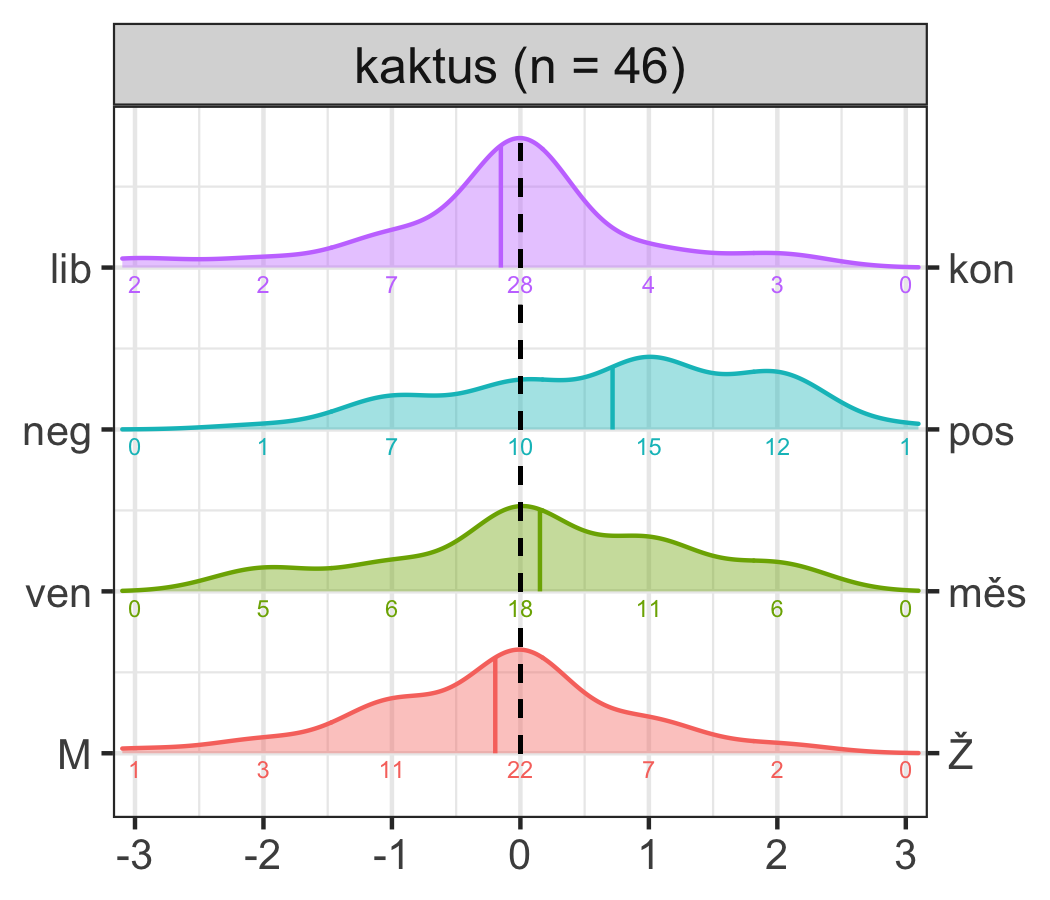 kaktus (n = 46)
lib kon
2 2 7 28 4 3 0
neg pos
0 1 7 10 15 12 1
ven měs
0 5 6 18 11 6 0
M Ž
1 3 11 22 7 2 0
-3 -2 -1 0 1 2 3